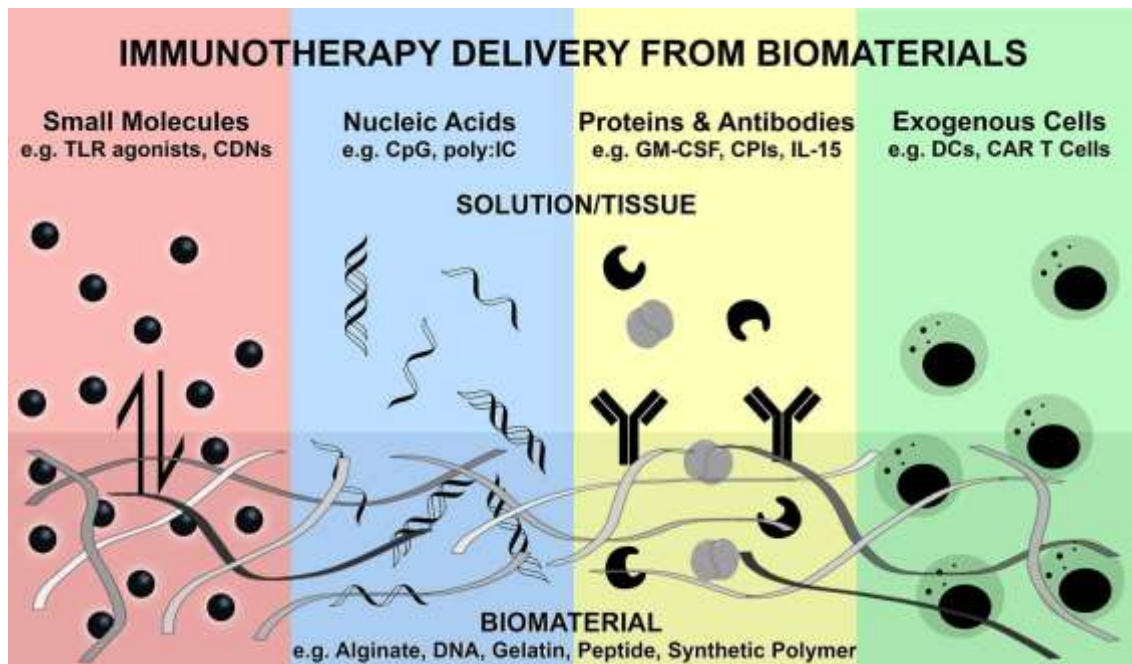 IMMUNOTHERAPY DELIVERY FROM BIOMATERIALS
Small Molecules
e.g. TLR agonists, CDNs
Nucleic Acids
e.g. CpG, poly:IC
Proteins & Antibodies
e.g. GM-CSF, CPIs, IL-15
Exogenous Cells
e.g. DCs, CAR T Cells
SOLUTION/TISSUE
BIOMATERIAL
e.g. Alginate, DNA, Gelatin, Peptide, Synthetic Polymer